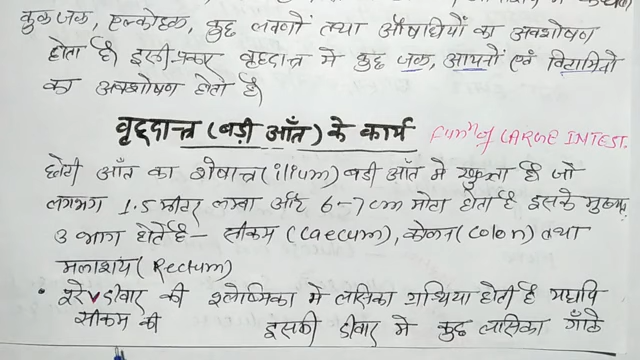 कुछ जल, एल्कोहल, कुछ लवणों तथा औषधियों का अवशोषण
होता है। इसी प्रकार वृहदान्त्र में कुछ जल, आयनों एवं विटामिनों
का अवशोषण होता है।
वृहदान्त्र (बड़ी आँत) के कार्य Funⁿ of LARGE INTEST.
छोटी आँत का शेषान्त्र (ilium) बड़ी आँत में खुलता है जो
लगभग 1.5 मीटर लम्बा और 6-7 cm मोटा होता है इसके मुख्यतः
3 भाग होते है - सीकम (Caecum), कोलन (Colon) तथा
मलाशय (Rectum)
• पूरे दीवार की श्लेष्मिका में लसिका ग्रन्थिया होती है यद्यपि
सीकम की इसकी दीवार में कुछ लसिका गाँठे